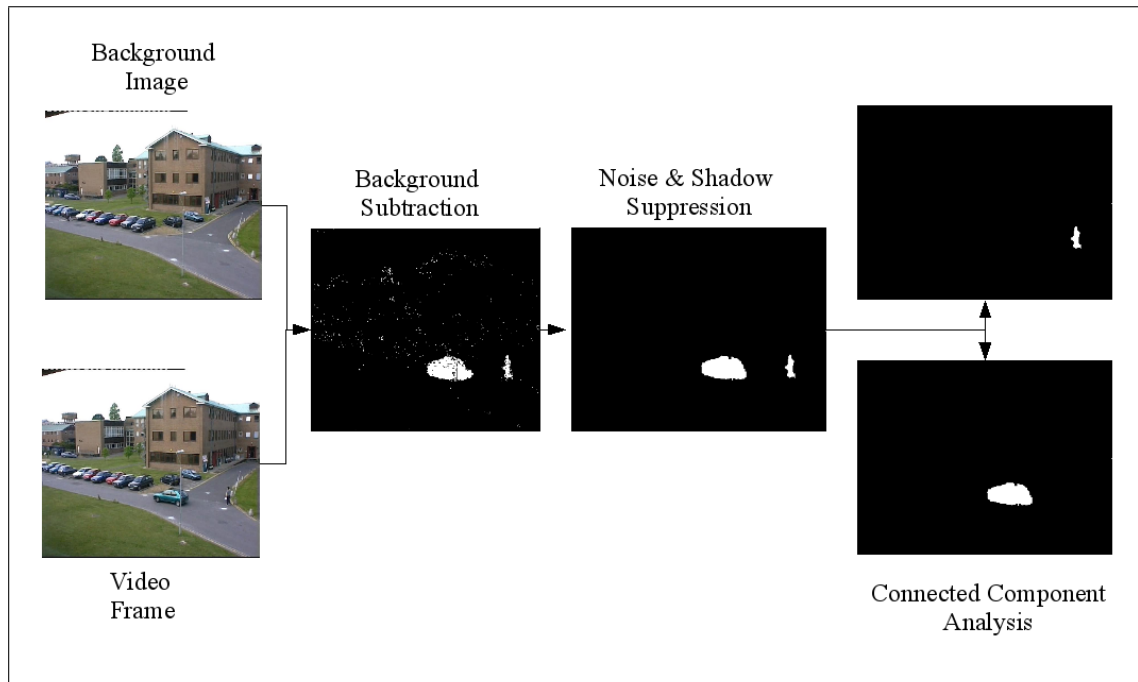 Background
Image
Background
Subtraction
Noise & Shadow
Suppression
Video
Frame
Connected Component
Analysis